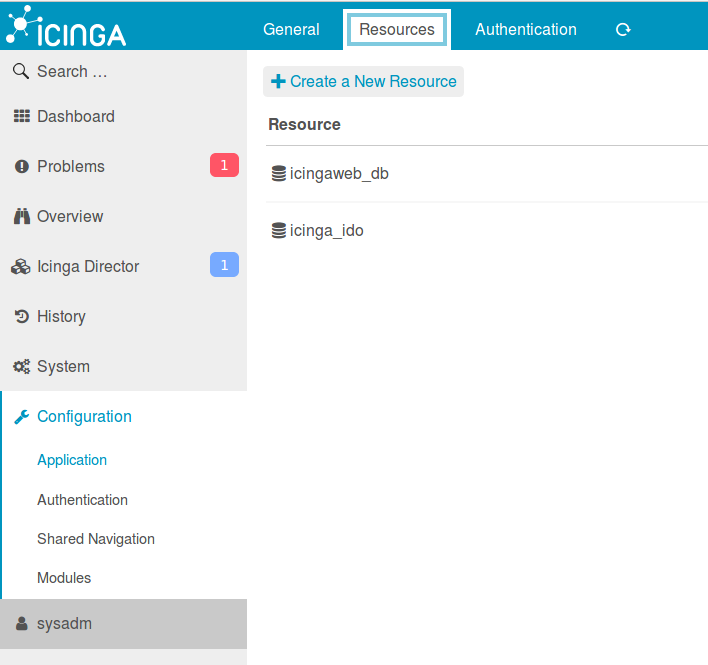 ICINGA
General Resources Authentication
Search …
Dashboard
Problems 1
Overview
Icinga Director 1
History
System
Configuration
Application
Authentication
Shared Navigation
Modules
sysadm
Create a New Resource
Resource
icingaweb_db
icinga_ido